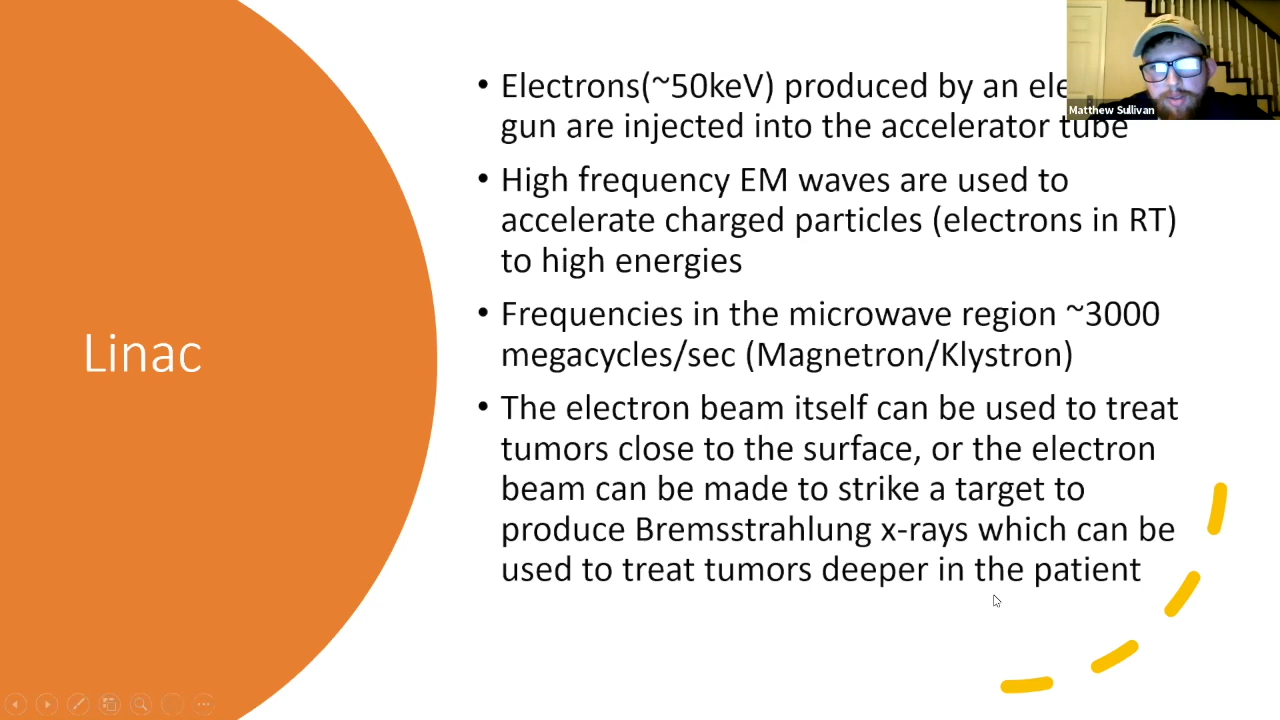 Linac
• Electrons(~50keV) produced by an
gun are injected into the accelerator tube
• High frequency EM waves are used to
accelerate charged particles (electrons in RT)
to high energies
• Frequencies in the microwave region ~3000
megacycles/sec (Magnetron/Klystron)
• The electron beam itself can be used to treat
tumors close to the surface, or the electron
beam can be made to strike a target to
produce Bremsstrahlung x-rays which can be
used to treat tumors deeper in the patient
Matthew Sullivan